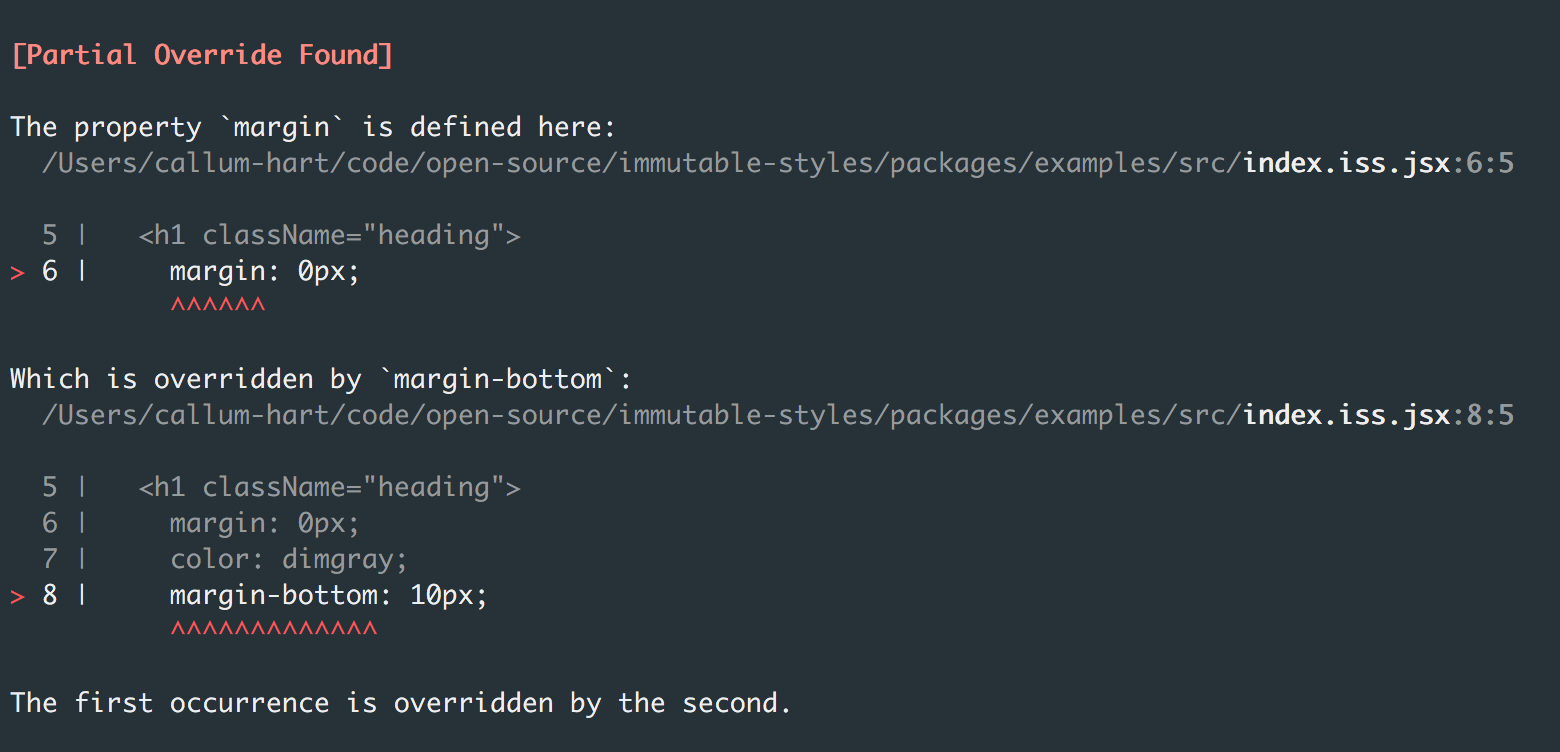 [Partial Override Found]
The property `margin` is defined here:
/Users/callum-hart/code/open-source/immutable-styles/packages/examples/src/index.iss.jsx:6:5
5 |   <h1 className="heading">
> 6 |     margin: 0px;
^^^^^^
Which is overridden by `margin-bottom`:
/Users/callum-hart/code/open-source/immutable-styles/packages/examples/src/index.iss.jsx:8:5
5 |   <h1 className="heading">
6 |     margin: 0px;
7 |     color: dimgray;
> 8 |     margin-bottom: 10px;
^^^^^^^^^^^^^
The first occurrence is overridden by the second.